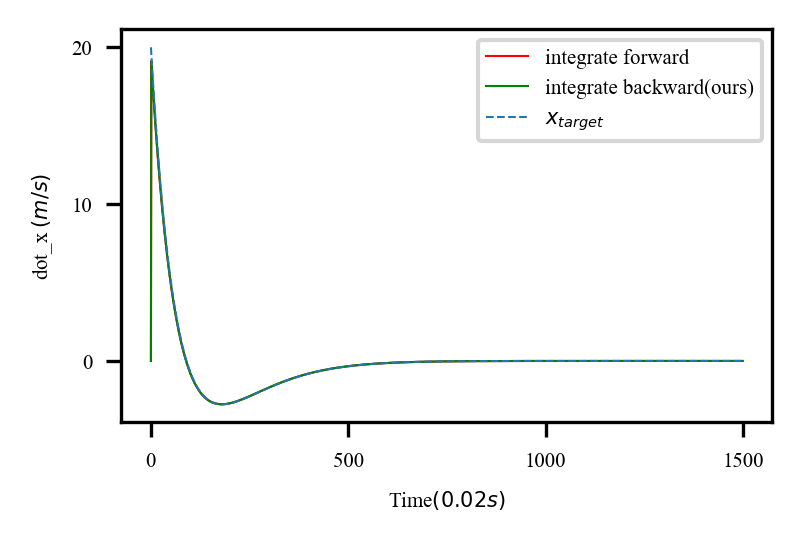 integrate forward
integrate backward(ours)
x_target
20
10
0
dot_x (m/s)
0 500 1000 1500
Time(0.02s)